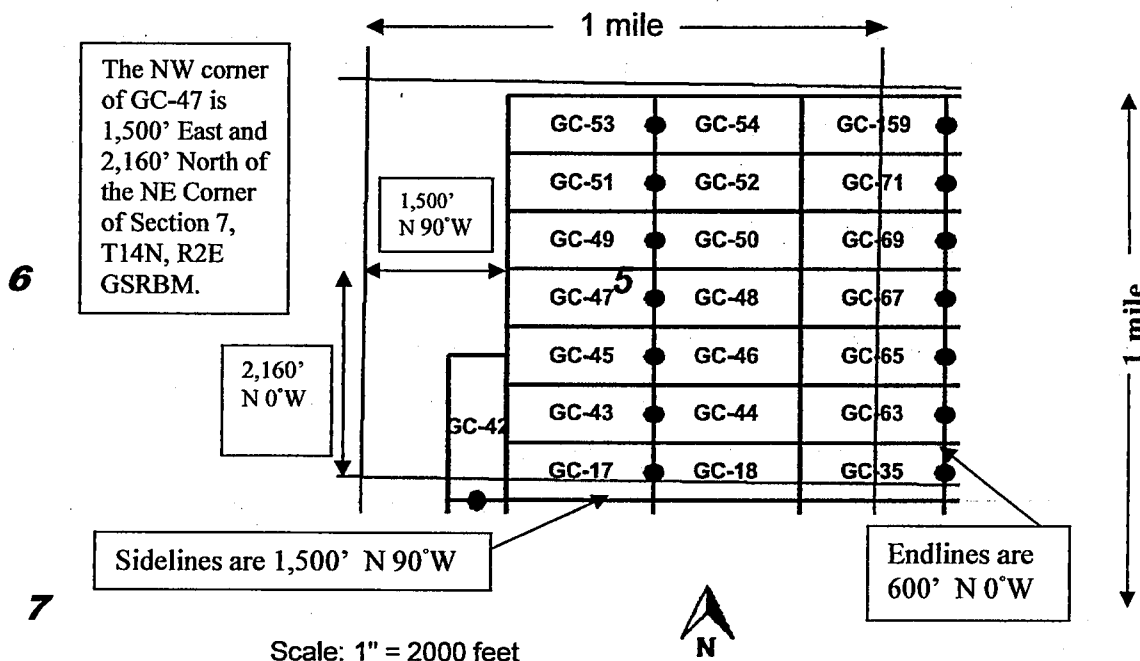 1 mile
The NW corner
of GC-47 is
1,500' East and
2,160' North of
the NE Corner
of Section 7,
T14N, R2E
GSRBM.
GC-53 GC-54 GC-159
GC-51 GC-52 GC-71
1,500'
N 90°W
GC-49 GC-50 GC-69
6
GC-47 5 GC-48 GC-67
1 mile
GC-45 GC-46 GC-65
2,160'
N 0°W
GC-42
GC-43 GC-44 GC-63
GC-17 GC-18 GC-35
Sidelines are 1,500' N 90°W
Endlines are
600' N 0°W
7
N
Scale: 1" = 2000 feet